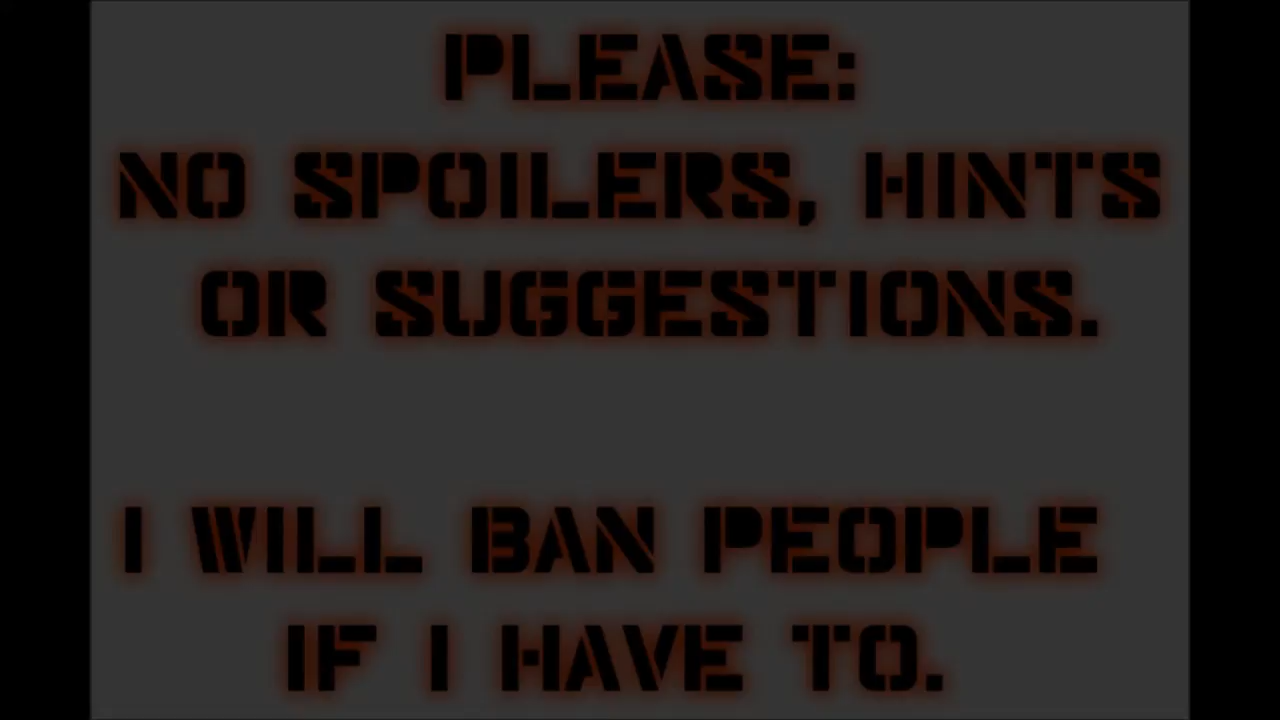 PLEASE:
NO SPOILERS, HINTS
OR SUGGESTIONS.
I WILL BAN PEOPLE
IF I HAVE TO.